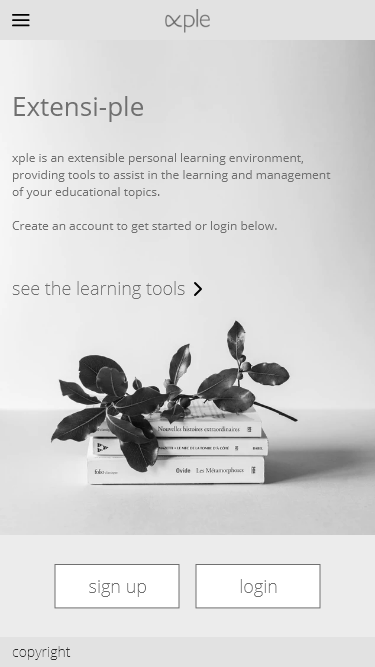 xple
Extensi-ple
xple is an extensible personal learning environment,
providing tools to assist in the learning and management
of your educational topics.
Create an account to get started or login below.
see the learning tools
Nouvelles histoires extraordinaires
folio
Ovide Les Métamorphoses
sign up
login
copyright